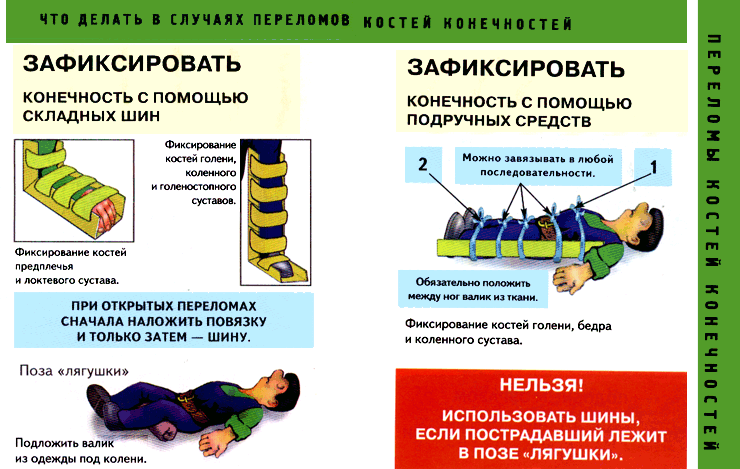 ЧТО ДЕЛАТЬ В СЛУЧАЯХ ПЕРЕЛОМОВ КОСТЕЙ КОНЕЧНОСТЕЙ
ЗАФИКСИРОВАТЬ
КОНЕЧНОСТЬ С ПОМОЩЬЮ
СКЛАДНЫХ ШИН
Фиксирование
костей голени,
коленного
и голеностопного
суставов.
Фиксирование костей
предплечья
и локтевого сустава.
ПРИ ОТКРЫТЫХ ПЕРЕЛОМАХ
СНАЧАЛА НАЛОЖИТЬ ПОВЯЗКУ
И ТОЛЬКО ЗАТЕМ — ШИНУ.
Поза «лягушки»
Подложить валик
из одежды под колени.
ЗАФИКСИРОВАТЬ
КОНЕЧНОСТЬ С ПОМОЩЬЮ
ПОДРУЧНЫХ СРЕДСТВ
2
Можно завязывать в любой
последовательности.
1
Обязательно положить
между ног валик из ткани.
Фиксирование костей голени, бедра
и коленного сустава.
НЕЛЬЗЯ!
ИСПОЛЬЗОВАТЬ ШИНЫ,
ЕСЛИ ПОСТРАДАВШИЙ ЛЕЖИТ
В ПОЗЕ «ЛЯГУШКИ».
ПЕРЕЛОМЫ КОСТЕЙ КОНЕЧНОСТЕЙ